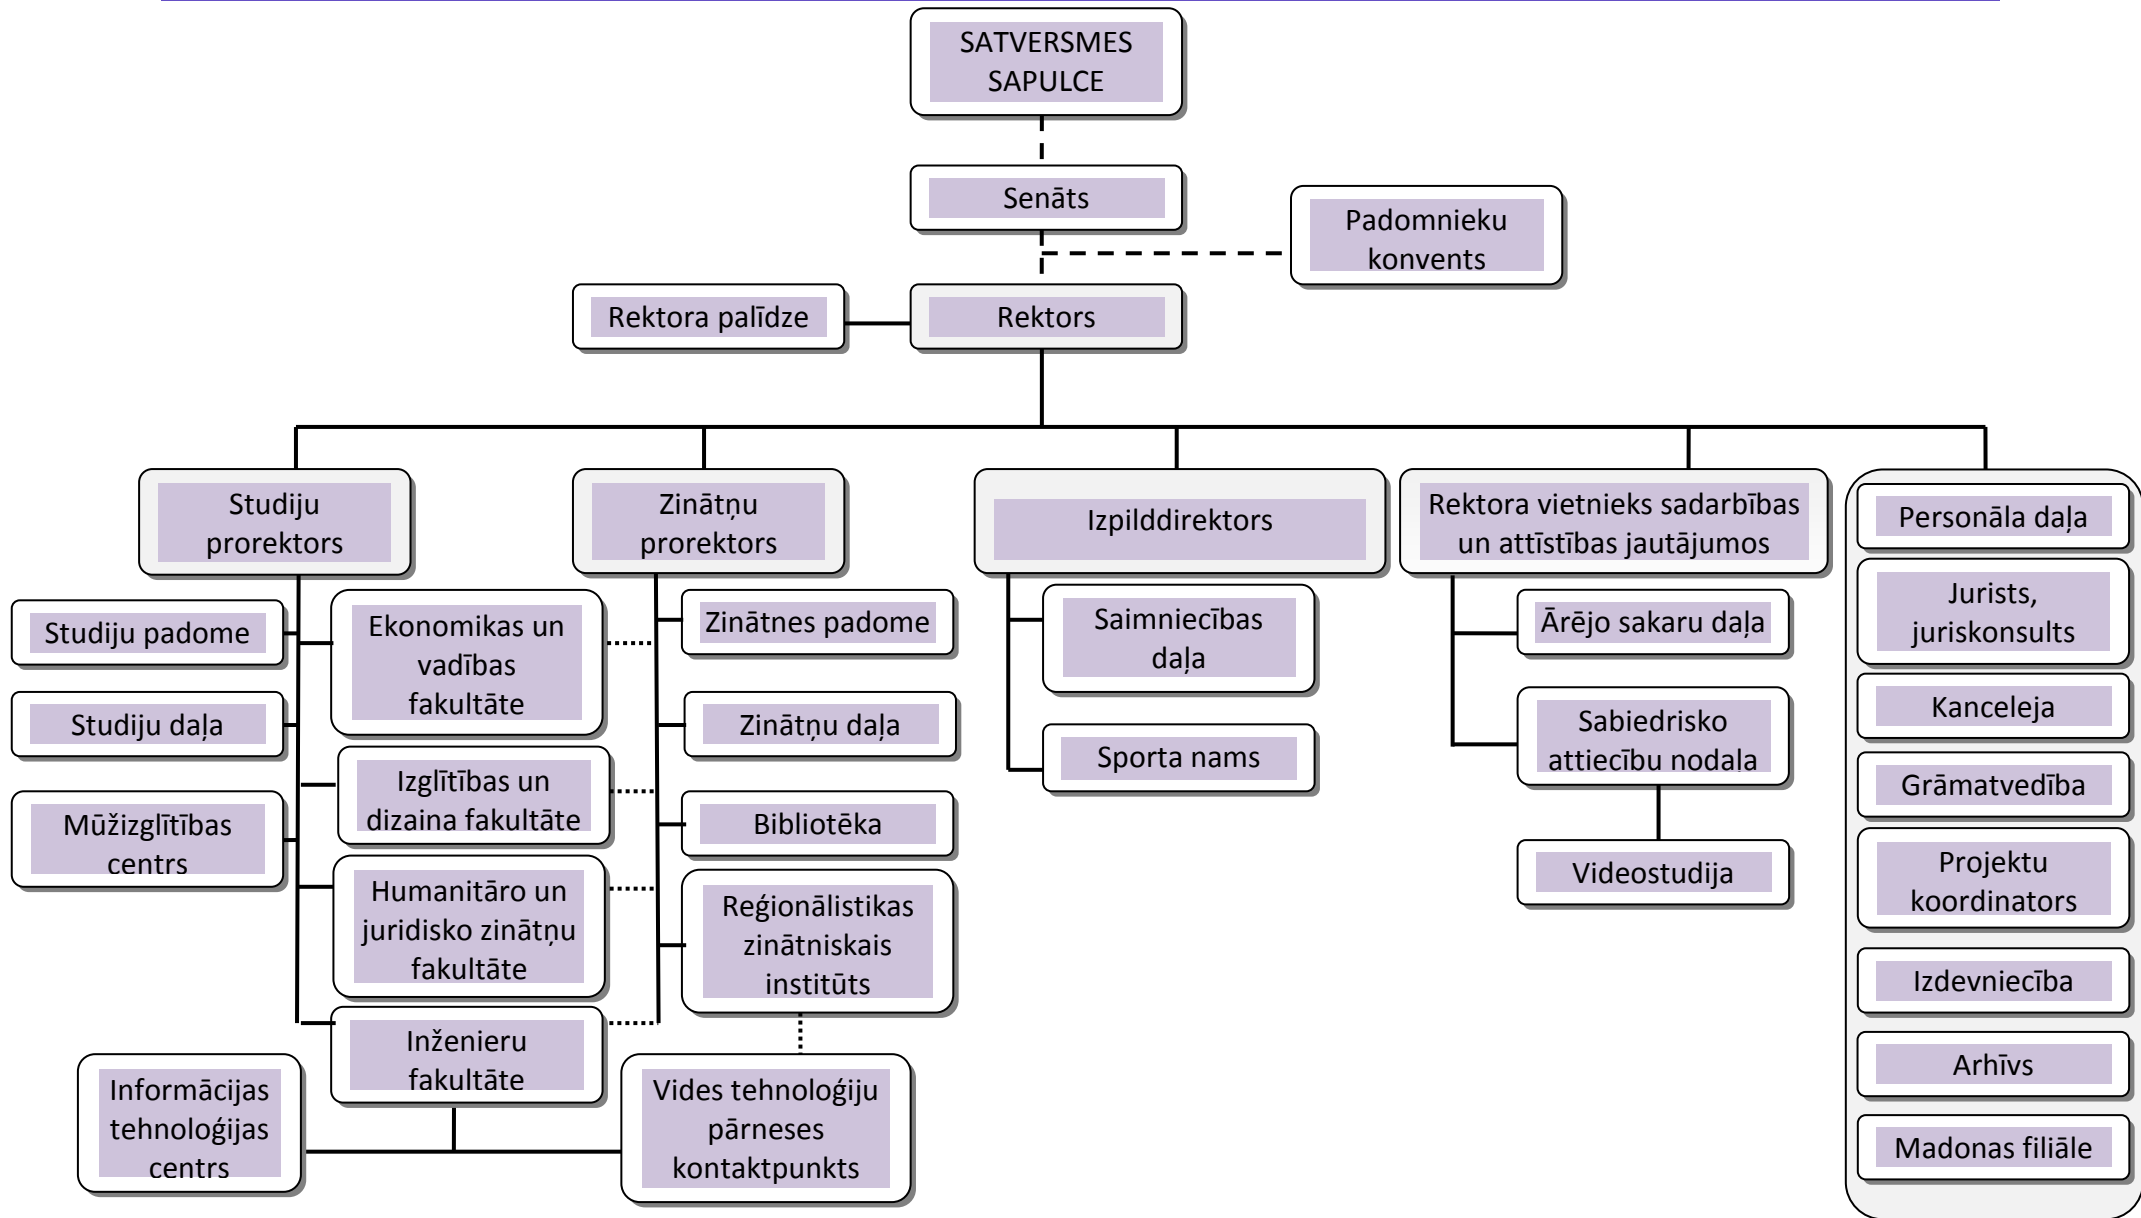 SATVERSMES
SAPULCE
Senāts
Padomnieku
konvents
Rektora palīdze
Rektors
Studiju
prorektors
Zinātņu
prorektors
Izpilddirektors
Rektora vietnieks sadarbības
un attīstības jautājumos
Studiju padome
Studiju daļa
Mūžizglītības
centrs
Ekonomikas un
vadības
fakultāte
Izglītības un
dizaina fakultāte
Humanitāro un
juridisko zinātņu
fakultāte
Inženieru
fakultāte
Informācijas
tehnoloģijas
centrs
Vides tehnoloģiju
pārneses
kontaktpunkts
Zinātnes padome
Zinātņu daļa
Bibliotēka
Reģionālistikas
zinātniskais
institūts
Saimniecības
daļa
Sporta nams
Ārējo sakaru daļa
Sabiedrisko
attiecību nodaļa
Videostudija
Personāla daļa
Jurists,
juriskonsults
Kanceleja
Grāmatvedība
Projektu
koordinators
Izdevniecība
Arhīvs
Madonas filiāle